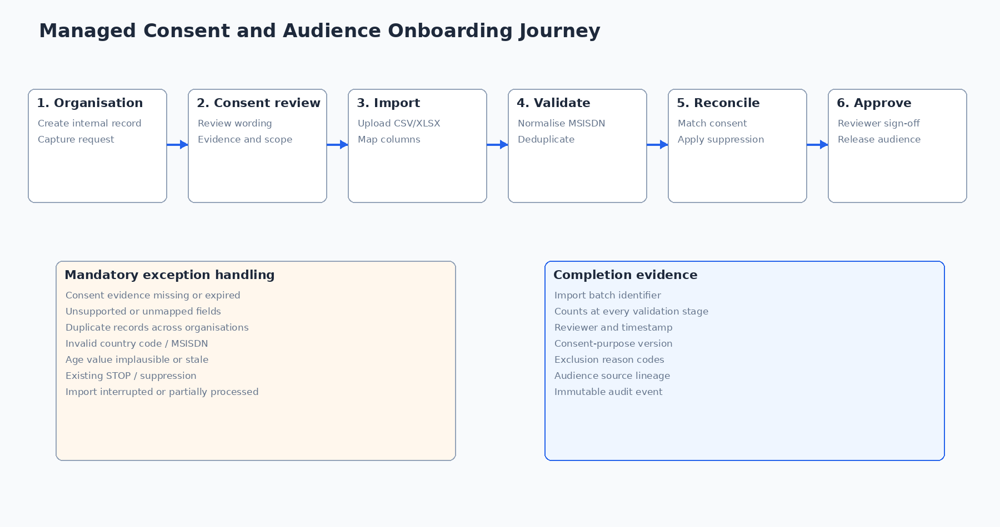 Managed Consent and Audience Onboarding Journey
1. Organisation
Create internal record
Capture request
2. Consent review
Review wording
Evidence and scope
3. Import
Upload CSV/XLSX
Map columns
4. Validate
Normalise MSISDN
Deduplicate
5. Reconcile
Match consent
Apply suppression
6. Approve
Reviewer sign-off
Release audience
Mandatory exception handling
Consent evidence missing or expired
Unsupported or unmapped fields
Duplicate records across organisations
Invalid country code / MSISDN
Age value implausible or stale
Existing STOP / suppression
Import interrupted or partially processed
Completion evidence
Import batch identifier
Counts at every validation stage
Reviewer and timestamp
Consent-purpose version
Exclusion reason codes
Audience source lineage
Immutable audit event